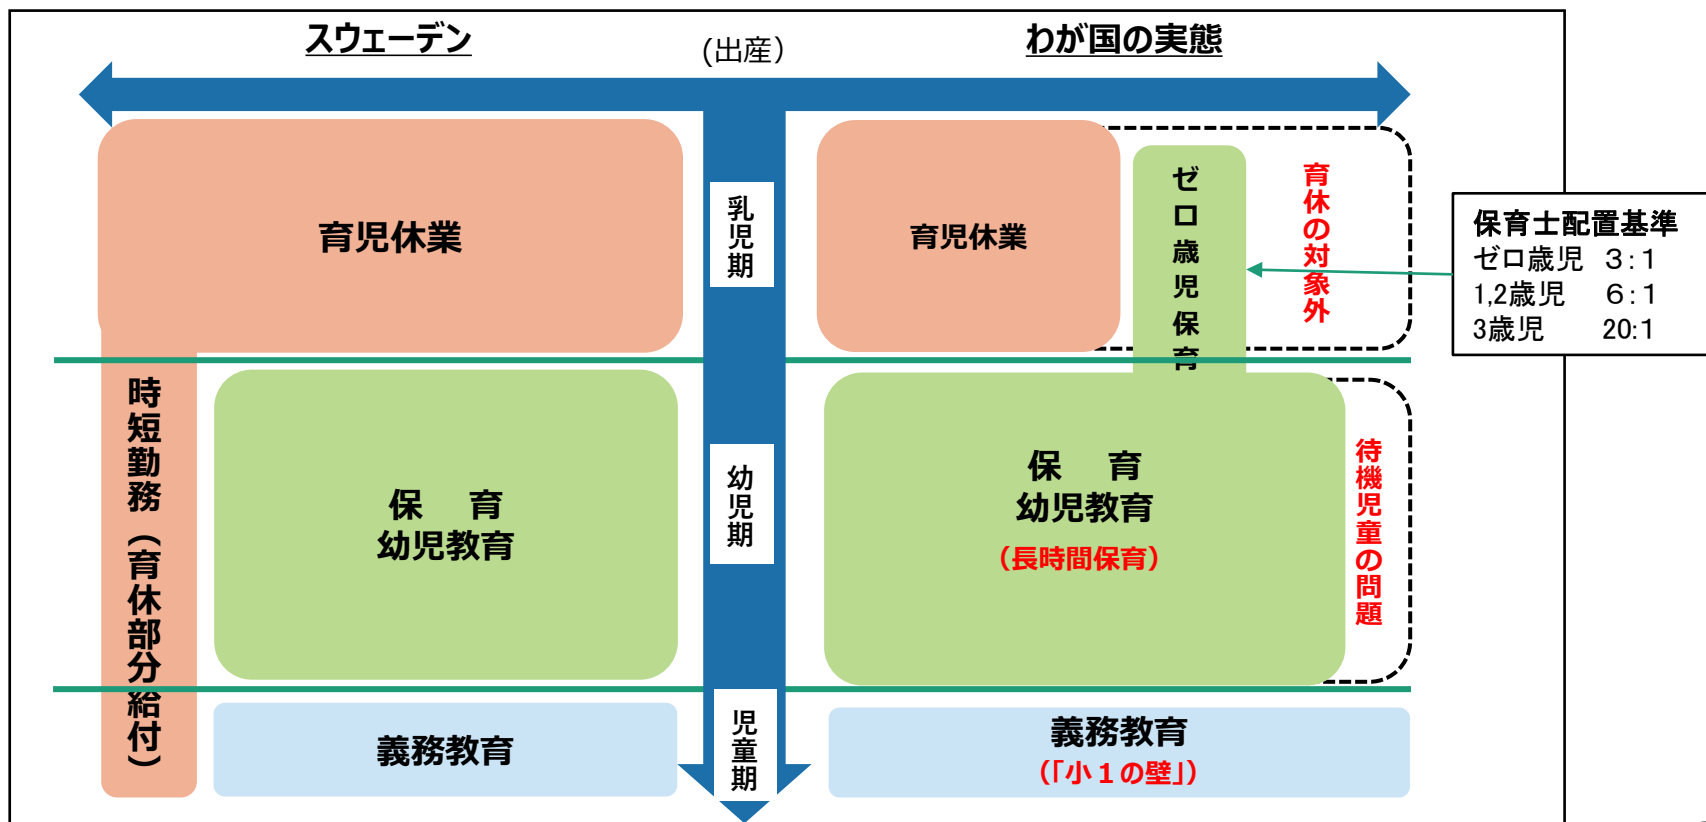 スウェーデン
(出産）
わが国の実態
育児休業
時短勤務（育休部分給付）
保　育
幼児教育
義務教育
乳児期
幼児期
児童期
育児休業
ゼロ歳児保育
育休の対象外
保　育
幼児教育
（長時間保育）
待機児童の問題
義務教育
（｢小１の壁｣）
保育士配置基準
ゼロ歳児　３:１
1,2歳児　６:１
3歳児　20:1